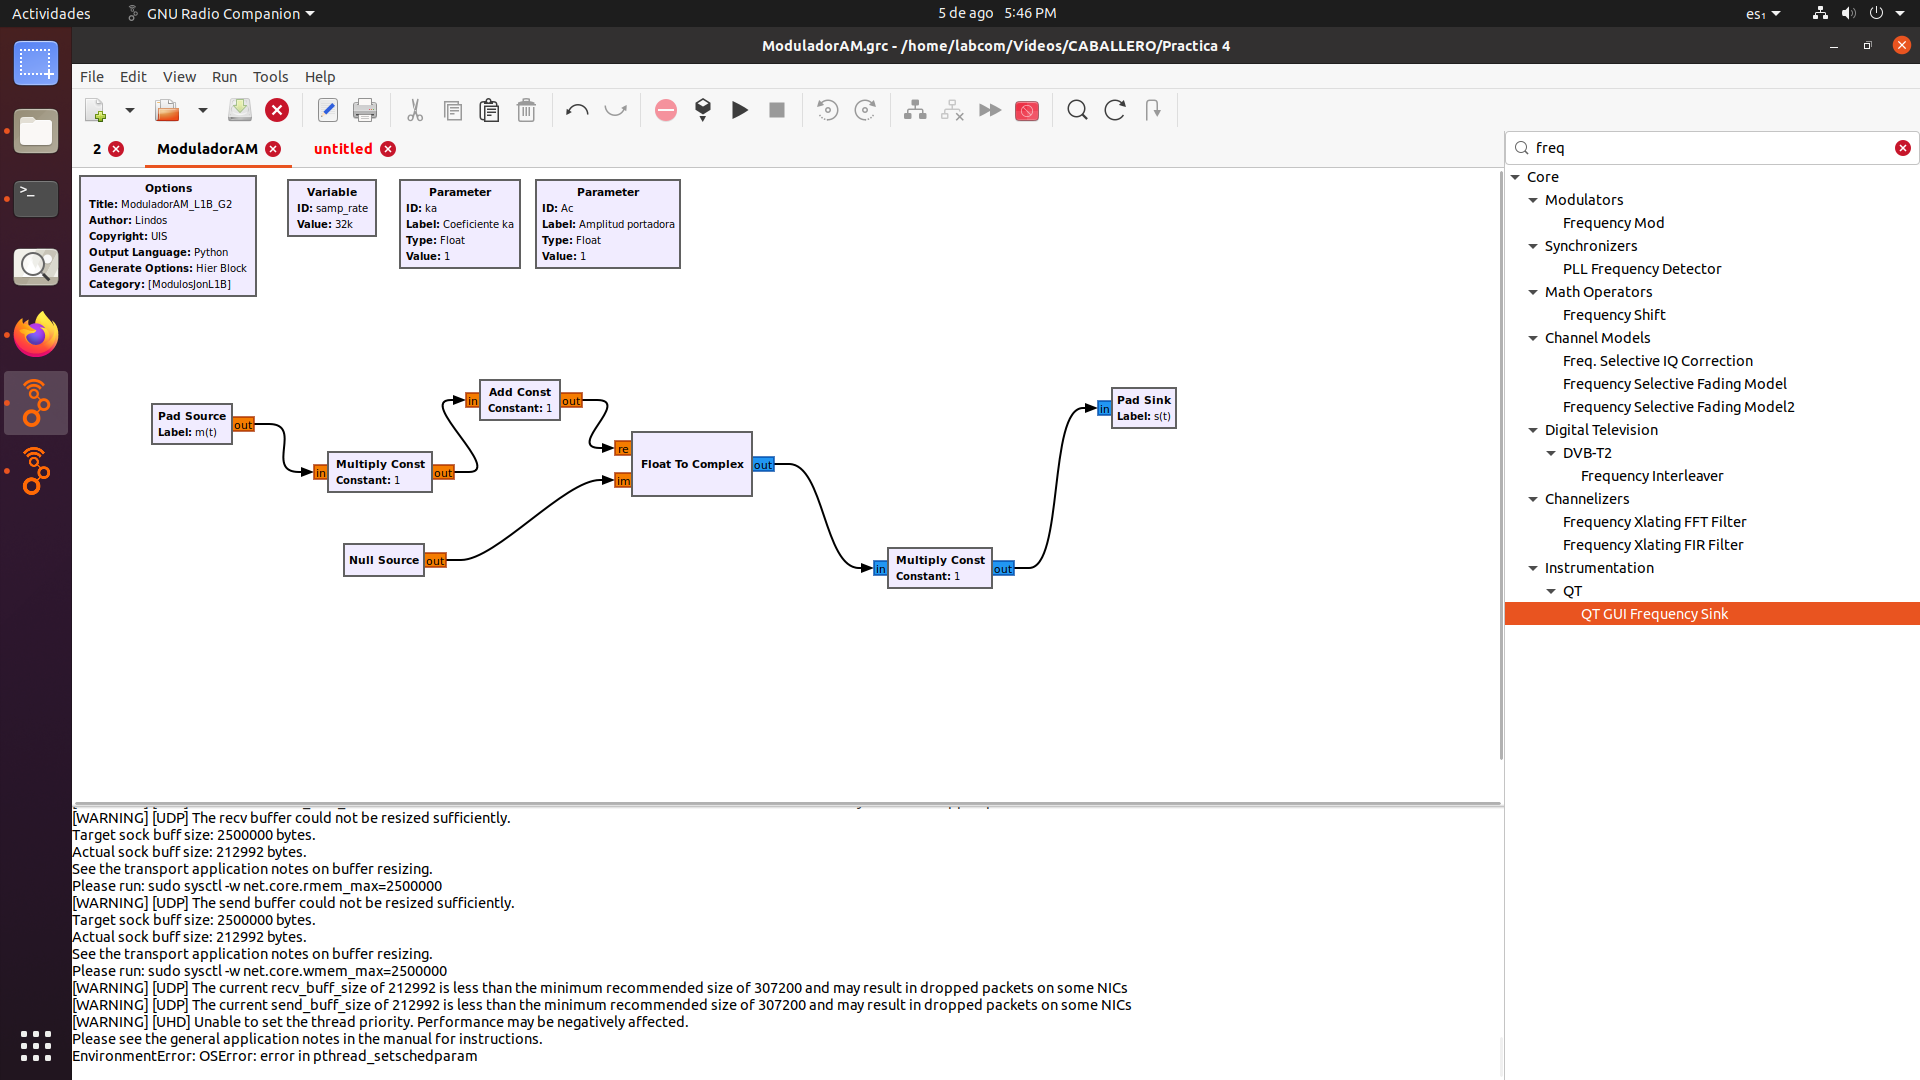 Actividades
GNU Radio Companion
5 de ago 5:46 PM
es₁
ModuladorAM.grc - /home/labcom/Vídeos/CABALLERO/Practica 4
File Edit View Run Tools Help
2
ModuladorAM
untitled
freq
Options
Title: ModuladorAM_L1B_G2
Author: Lindos
Copyright: UIS
Output Language: Python
Generate Options: Hier Block
Category: [ModulosJonL1B]
Variable
ID: samp_rate
Value: 32k
Parameter
ID: ka
Label: Coeficiente ka
Type: Float
Value: 1
Parameter
ID: Ac
Label: Amplitud portadora
Type: Float
Value: 1
Pad Source
Label: m(t)
out
in
Multiply Const
Constant: 1
out
in
Add Const
Constant: 1
out
Null Source
out
re
im
Float To Complex
out
in
Multiply Const
Constant: 1
out
in
Pad Sink
Label: s(t)
Core
Modulators
Frequency Mod
Synchronizers
PLL Frequency Detector
Math Operators
Frequency Shift
Channel Models
Freq. Selective IQ Correction
Frequency Selective Fading Model
Frequency Selective Fading Model2
Digital Television
DVB-T2
Frequency Interleaver
Channelizers
Frequency Xlating FFT Filter
Frequency Xlating FIR Filter
Instrumentation
QT
QT GUI Frequency Sink
[WARNING] [UDP] The recv buffer could not be resized sufficiently.
Target sock buff size: 2500000 bytes.
Actual sock buff size: 212992 bytes.
See the transport application notes on buffer resizing.
Please run: sudo sysctl -w net.core.rmem_max=2500000
[WARNING] [UDP] The send buffer could not be resized sufficiently.
Target sock buff size: 2500000 bytes.
Actual sock buff size: 212992 bytes.
See the transport application notes on buffer resizing.
Please run: sudo sysctl -w net.core.wmem_max=2500000
[WARNING] [UDP] The current recv_buff_size of 212992 is less than the minimum recommended size of 307200 and may result in dropped packets on some NICs
[WARNING] [UDP] The current send_buff_size of 212992 is less than the minimum recommended size of 307200 and may result in dropped packets on some NICs
[WARNING] [UHD] Unable to set the thread priority. Performance may be negatively affected.
Please see the general application notes in the manual for instructions.
EnvironmentError: OSError: error in pthread_setschedparam